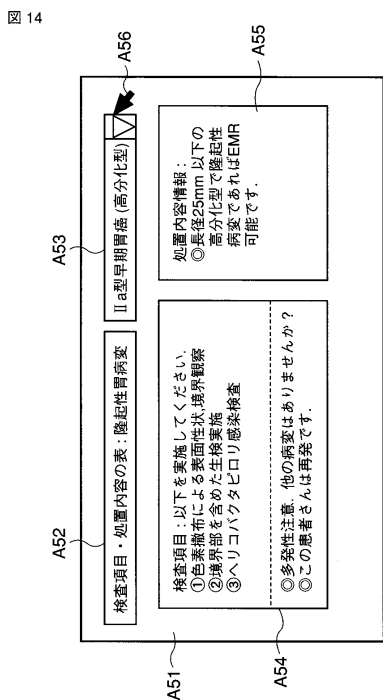 図 14
A56
A53
A55
A52
A51
A54
検査項目・処置内容の表:隆起性胃病変
Ⅱa型早期胃癌(高分化型)
検査項目:以下を実施してください.
①色素撒布による表面性状,境界観察
②境界部を含めた生検実施
③ヘリコバクタピロリ感染検査
◎多発性注意.他の病変はありませんか?
◎この患者さんは再発です.
処置内容情報:
◎長径25mm以下の
高分化型で隆起性
病変であればEMR
可能です.